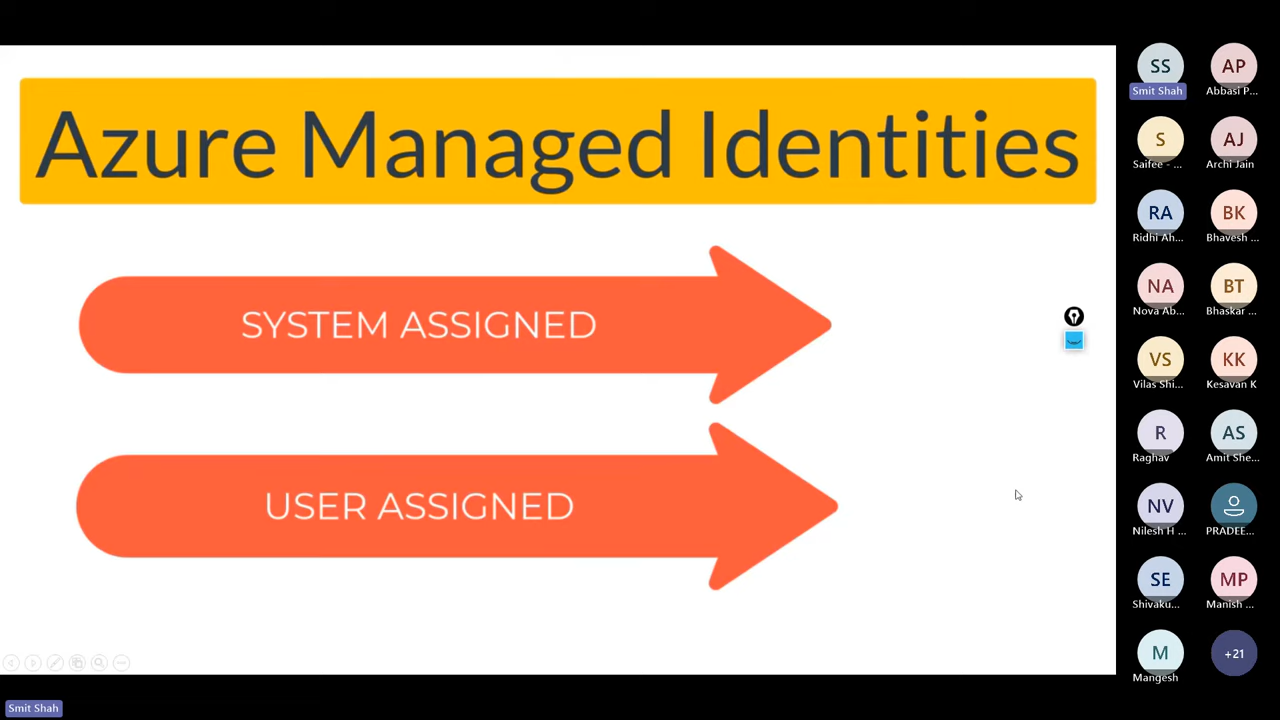 Azure Managed Identities
SYSTEM ASSIGNED
USER ASSIGNED
SS
Smit Shah
AP
Abbasi P...
S
Saifee - ...
AJ
Archi Jain
RA
Ridhi Ah...
BK
Bhavesh ...
NA
Nova Ab...
BT
Bhaskar ...
VS
Vilas Shi...
KK
Kesavan K
R
Raghav
AS
Amit She...
NV
Nilesh H ...
PRADEE...
SE
Shivaku...
MP
Manish ...
M
Mangesh
+21
Smit Shah